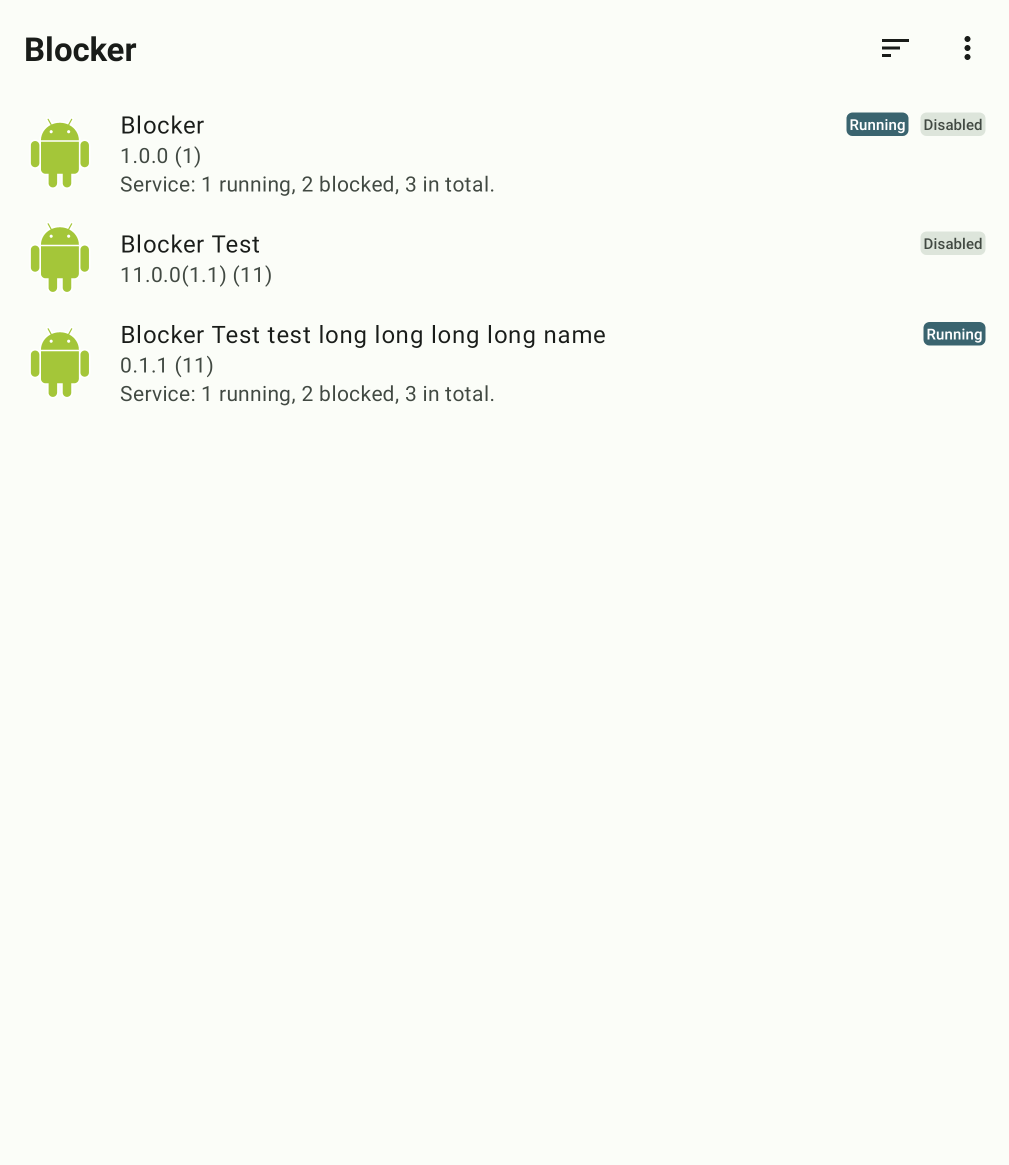 Blocker
Blocker
Running
Disabled
1.0.0 (1)
Service: 1 running, 2 blocked, 3 in total.
Blocker Test
Disabled
11.0.0(1.1) (11)
Blocker Test test long long long long name
Running
0.1.1 (11)
Service: 1 running, 2 blocked, 3 in total.